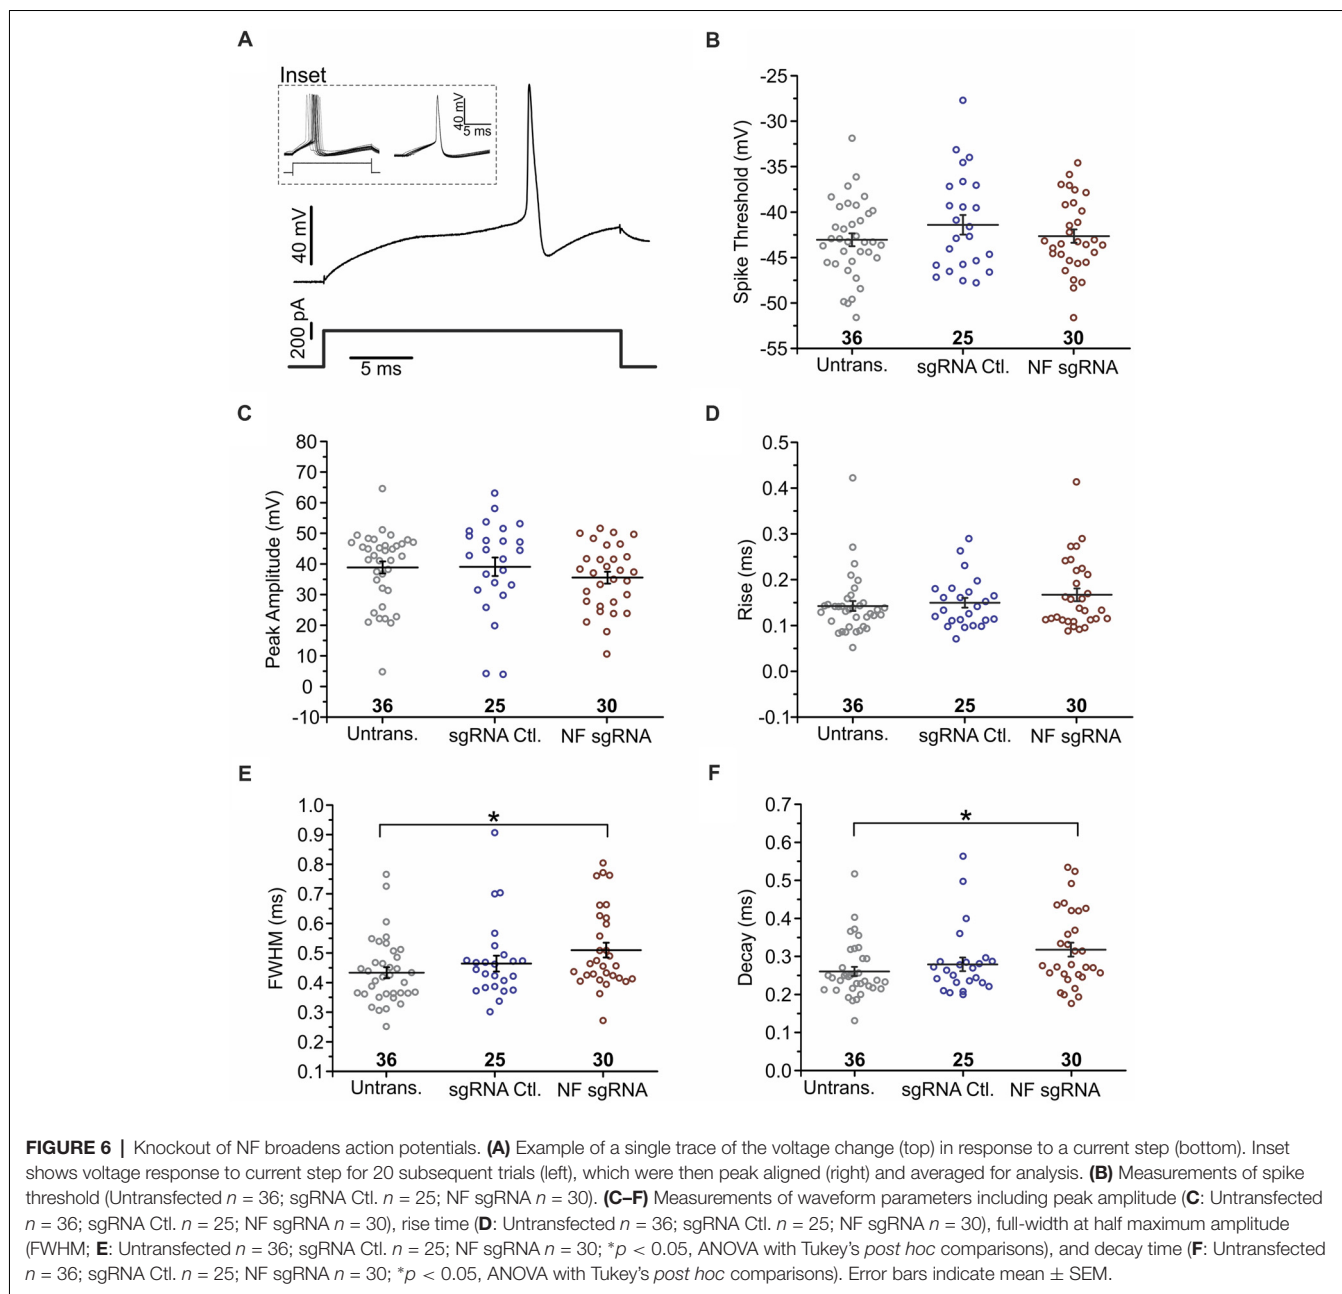 A
Inset
40 mV
5 ms
40 mV
200 pA
5 ms
B
Spike Threshold (mV)
-25
-30
-35
-40
-45
-50
-55
36
25
30
Untrans.
sgRNA Ctl.
NF sgRNA
C
Peak Amplitude (mV)
80
70
60
50
40
30
20
10
0
-10
36
25
30
Untrans.
sgRNA Ctl.
NF sgRNA
D
Rise (ms)
0.5
0.4
0.3
0.2
0.1
0.0
-0.1
36
25
30
Untrans.
sgRNA Ctl.
NF sgRNA
E
FWHM (ms)
1.0
0.9
0.8
0.7
0.6
0.5
0.4
0.3
0.2
0.1
*
36
25
30
Untrans.
sgRNA Ctl.
NF sgRNA
F
Decay (ms)
0.7
0.6
0.5
0.4
0.3
0.2
0.1
0.0
*
36
25
30
Untrans.
sgRNA Ctl.
NF sgRNA
FIGURE 6 | Knockout of NF broadens action potentials. (A) Example of a single trace of the voltage change (top) in response to a current step (bottom). Inset
shows voltage response to current step for 20 subsequent trials (left), which were then peak aligned (right) and averaged for analysis. (B) Measurements of spike
threshold (Untransfected n = 36; sgRNA Ctl. n = 25; NF sgRNA n = 30). (C–F) Measurements of waveform parameters including peak amplitude (C: Untransfected
n = 36; sgRNA Ctl. n = 25; NF sgRNA n = 30), rise time (D: Untransfected n = 36; sgRNA Ctl. n = 25; NF sgRNA n = 30), full-width at half maximum amplitude
(FWHM; E: Untransfected n = 36; sgRNA Ctl. n = 25; NF sgRNA n = 30; *p < 0.05, ANOVA with Tukey's post hoc comparisons), and decay time (F: Untransfected
n = 36; sgRNA Ctl. n = 25; NF sgRNA n = 30; *p < 0.05, ANOVA with Tukey's post hoc comparisons). Error bars indicate mean ± SEM.